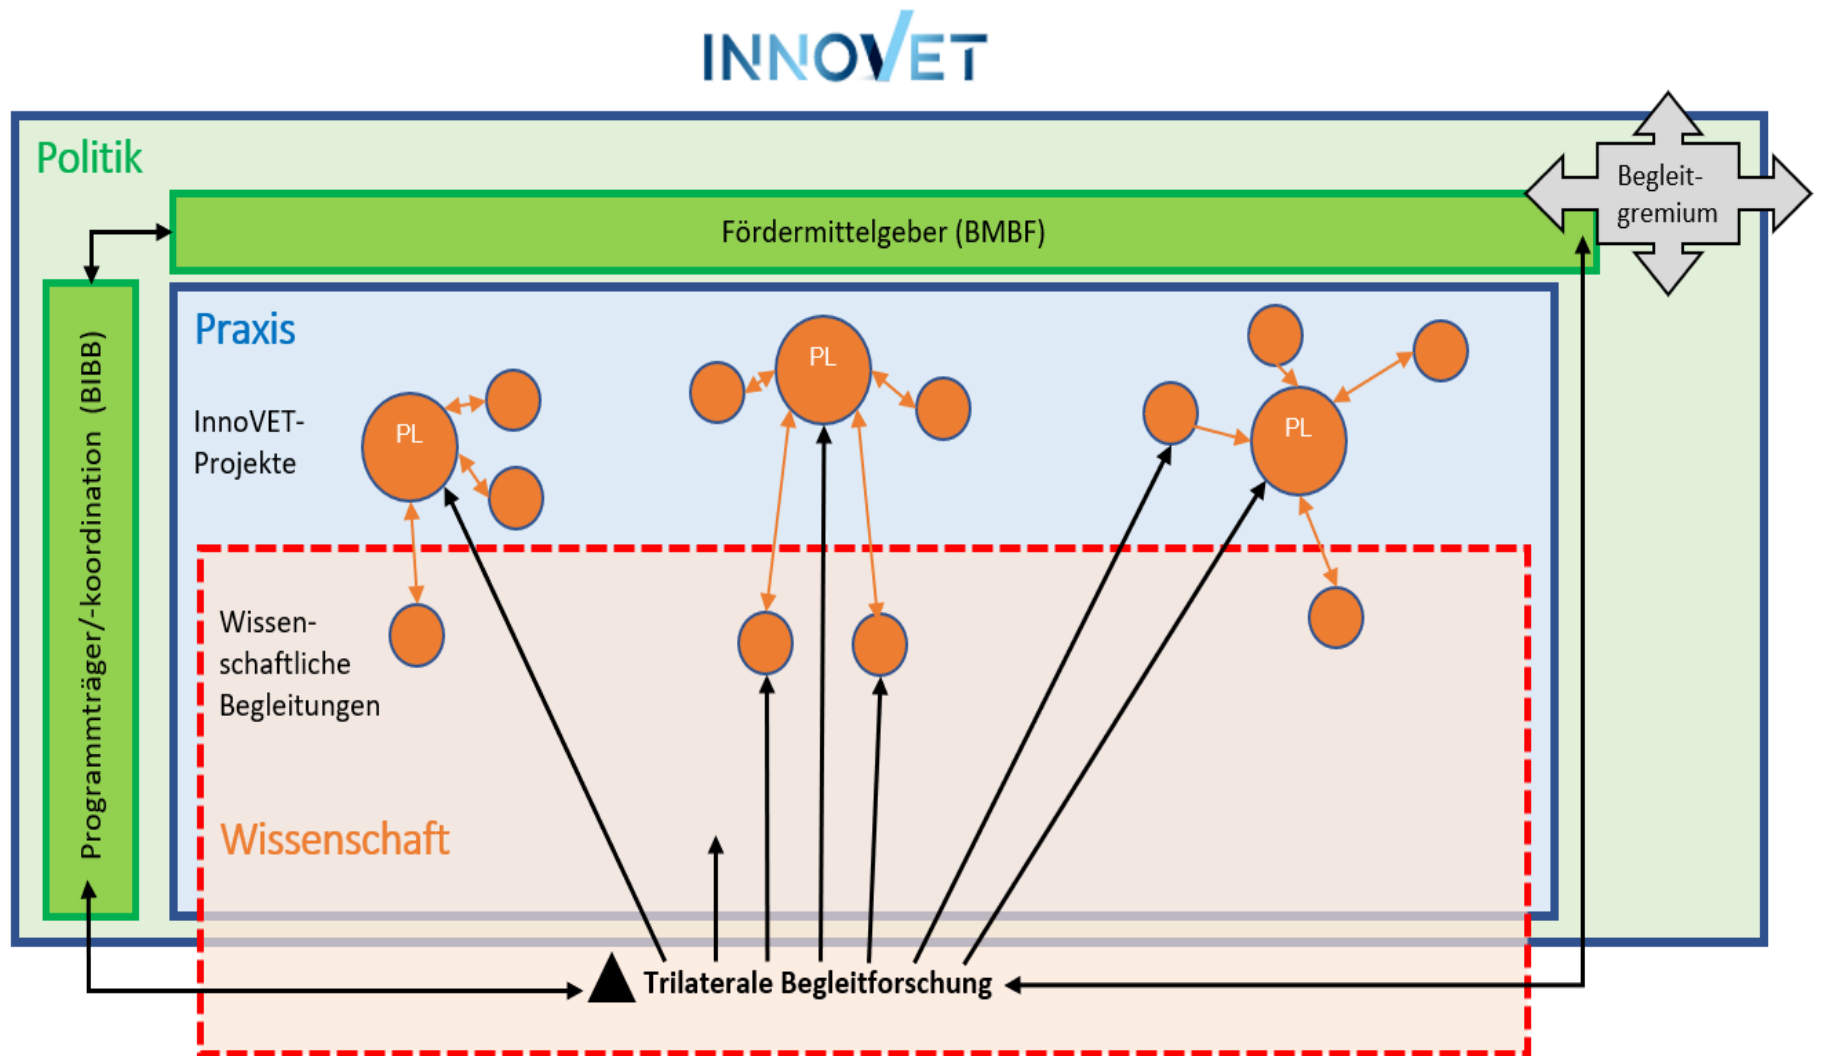 INNOVET
Politik
Begleit-
gremium
Fördermittelgeber (BMBF)
Programmträger/-koordination (BIBB)
Praxis
InnoVET-
Projekte
PL
PL
PL
Wissen-
schaftliche
Begleitungen
Wissenschaft
Trilaterale Begleitforschung